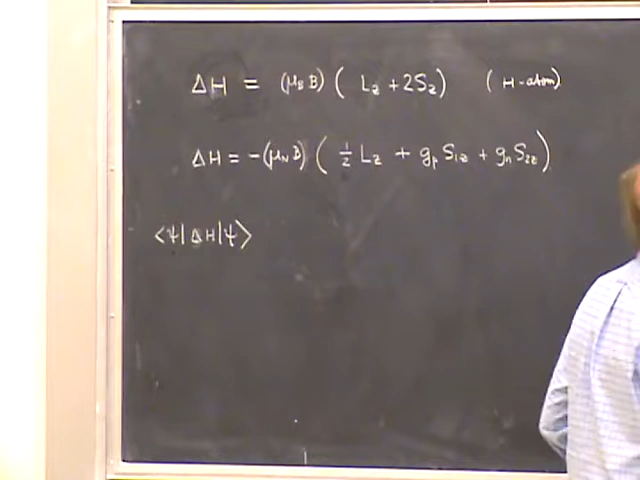 ΔH = (μ_B B) ( L_z + 2S_z ) ( H-atom)
ΔH = -(μ_N B) ( ½ L_z + g_p S_1z + g_n S_2z )
⟨ψ|ΔH|ψ⟩